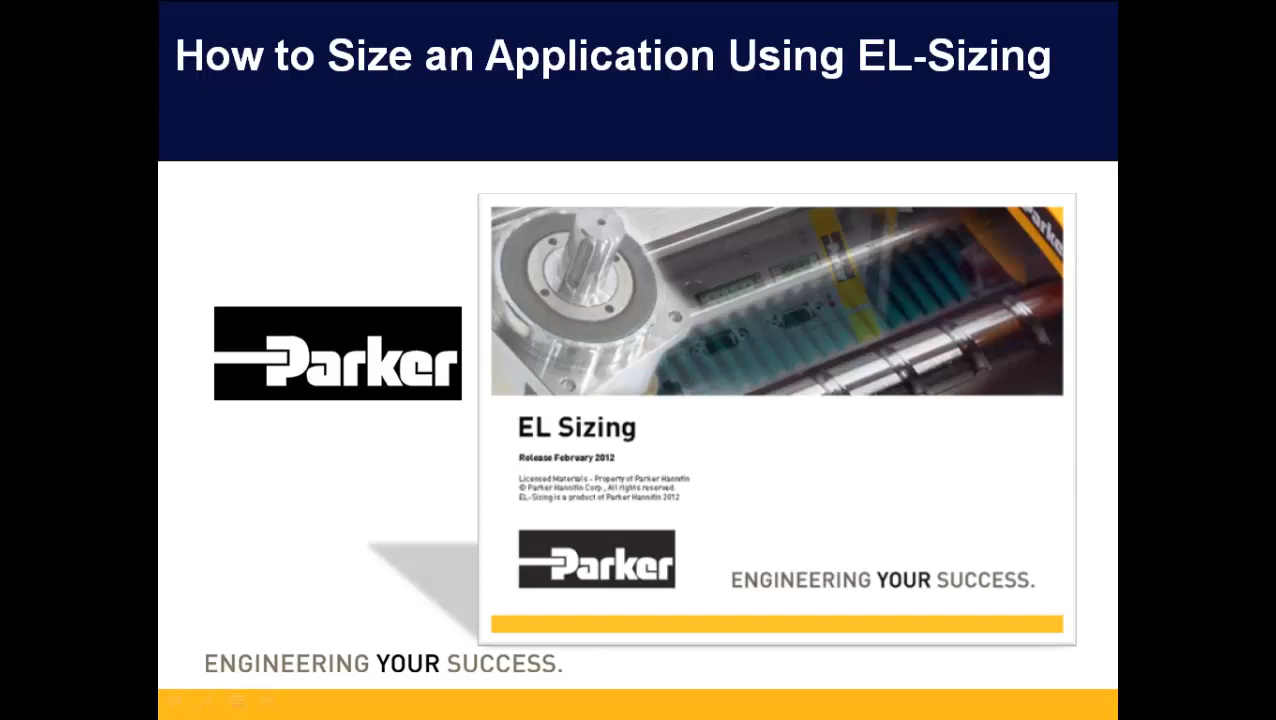 How to Size an Application Using EL-Sizing
Parker
Parker
EL Sizing
Release February 2012
Licensed Materials - Property of Parker Hannifin
© Parker Hannifin Corp., All rights reserved.
EL-Sizing is a product of Parker Hannifin 2012
Parker
ENGINEERING YOUR SUCCESS.
ENGINEERING YOUR SUCCESS.